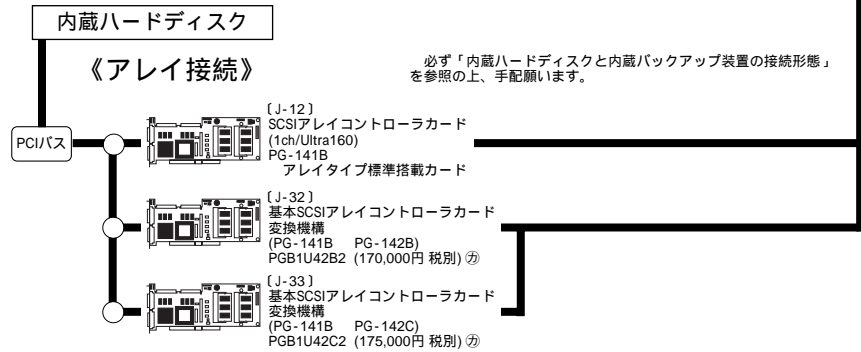 内蔵ハードディスク
《アレイ接続》
必ず「内蔵ハードディスクと内蔵バックアップ装置の接続形態」
を参照の上、手配願います。
PCIバス
〔J-12〕
SCSIアレイコントローラカード
(1ch/Ultra160)
PG-141B
アレイタイプ標準搭載カード
〔J-32〕
基本SCSIアレイコントローラカード
変換機構
(PG-141B　PG-142B)
PGB1U42B2 (170,000円 税別) ㋕
〔J-33〕
基本SCSIアレイコントローラカード
変換機構
(PG-141B　PG-142C)
PGB1U42C2 (175,000円 税別) ㋕